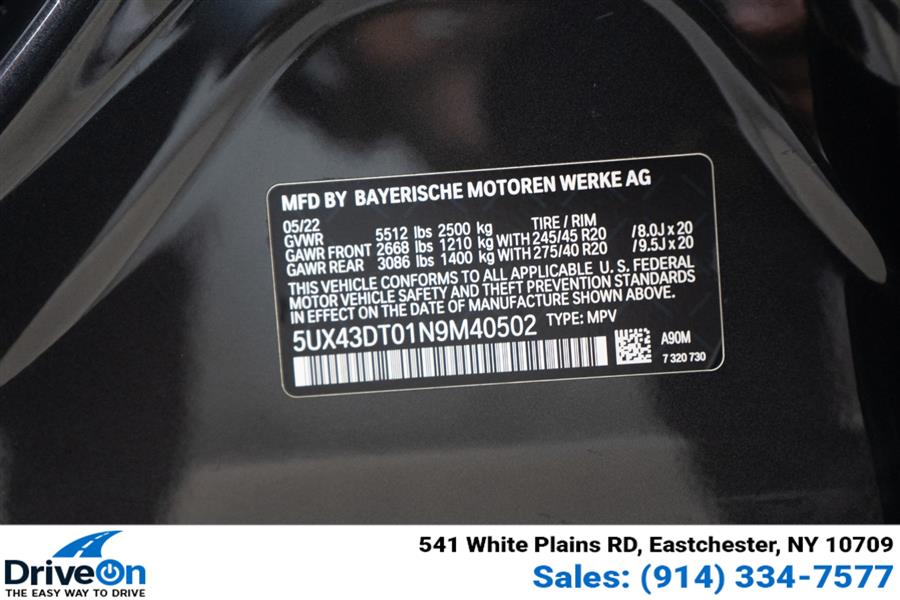 MFD BY BAYERISCHE MOTOREN WERKE AG
05/22 TIRE / RIM
GVWR 5512 lbs 2500 kg
GAWR FRONT 2668 lbs 1210 kg WITH 245/45 R20 /8.0J x 20
GAWR REAR 3086 lbs 1400 kg WITH 275/40 R20 /9.5J x 20
THIS VEHICLE CONFORMS TO ALL APPLICABLE U. S. FEDERAL
MOTOR VEHICLE SAFETY AND THEFT PREVENTION STANDARDS
IN EFFECT ON THE DATE OF MANUFACTURE SHOWN ABOVE.
5UX43DT01N9M40502 TYPE: MPV
A90M
7 320 730
DriveOn
THE EASY WAY TO DRIVE
541 White Plains RD, Eastchester, NY 10709
Sales: (914) 334-7577